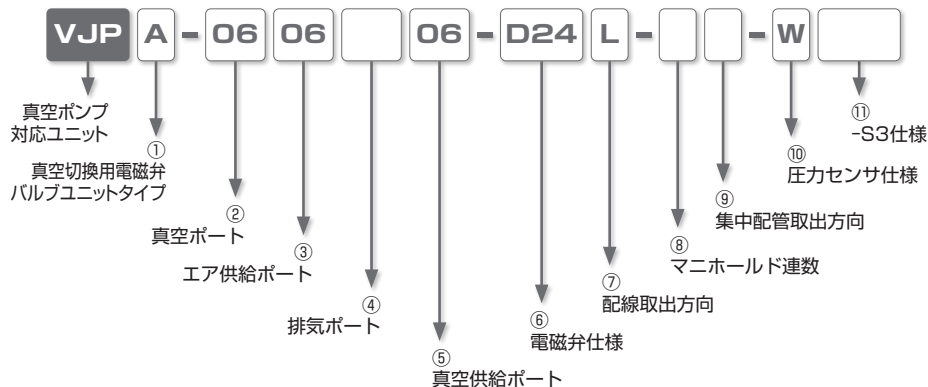 VJP A - 06 06 06 - D24 L - - W
真空ポンプ
対応ユニット
①
真空切換用電磁弁
バルブユニットタイプ
②
真空ポート
③
エア供給ポート
④
排気ポート
⑤
真空供給ポート
⑥
電磁弁仕様
⑦
配線取出方向
⑧
マニホールド連数
⑨
集中配管取出方向
⑩
圧力センサ仕様
⑪
-S3仕様